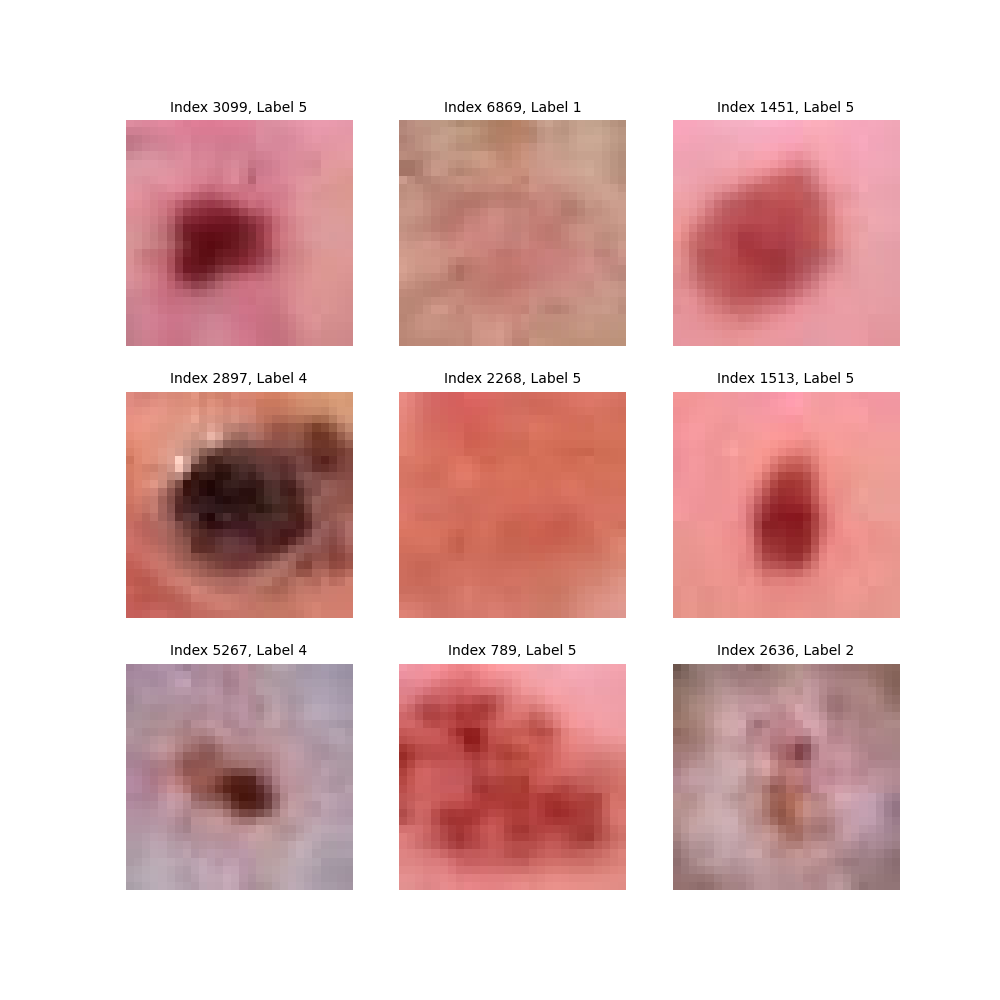 Index 3099, Label 5
Index 6869, Label 1
Index 1451, Label 5
Index 2897, Label 4
Index 2268, Label 5
Index 1513, Label 5
Index 5267, Label 4
Index 789, Label 5
Index 2636, Label 2